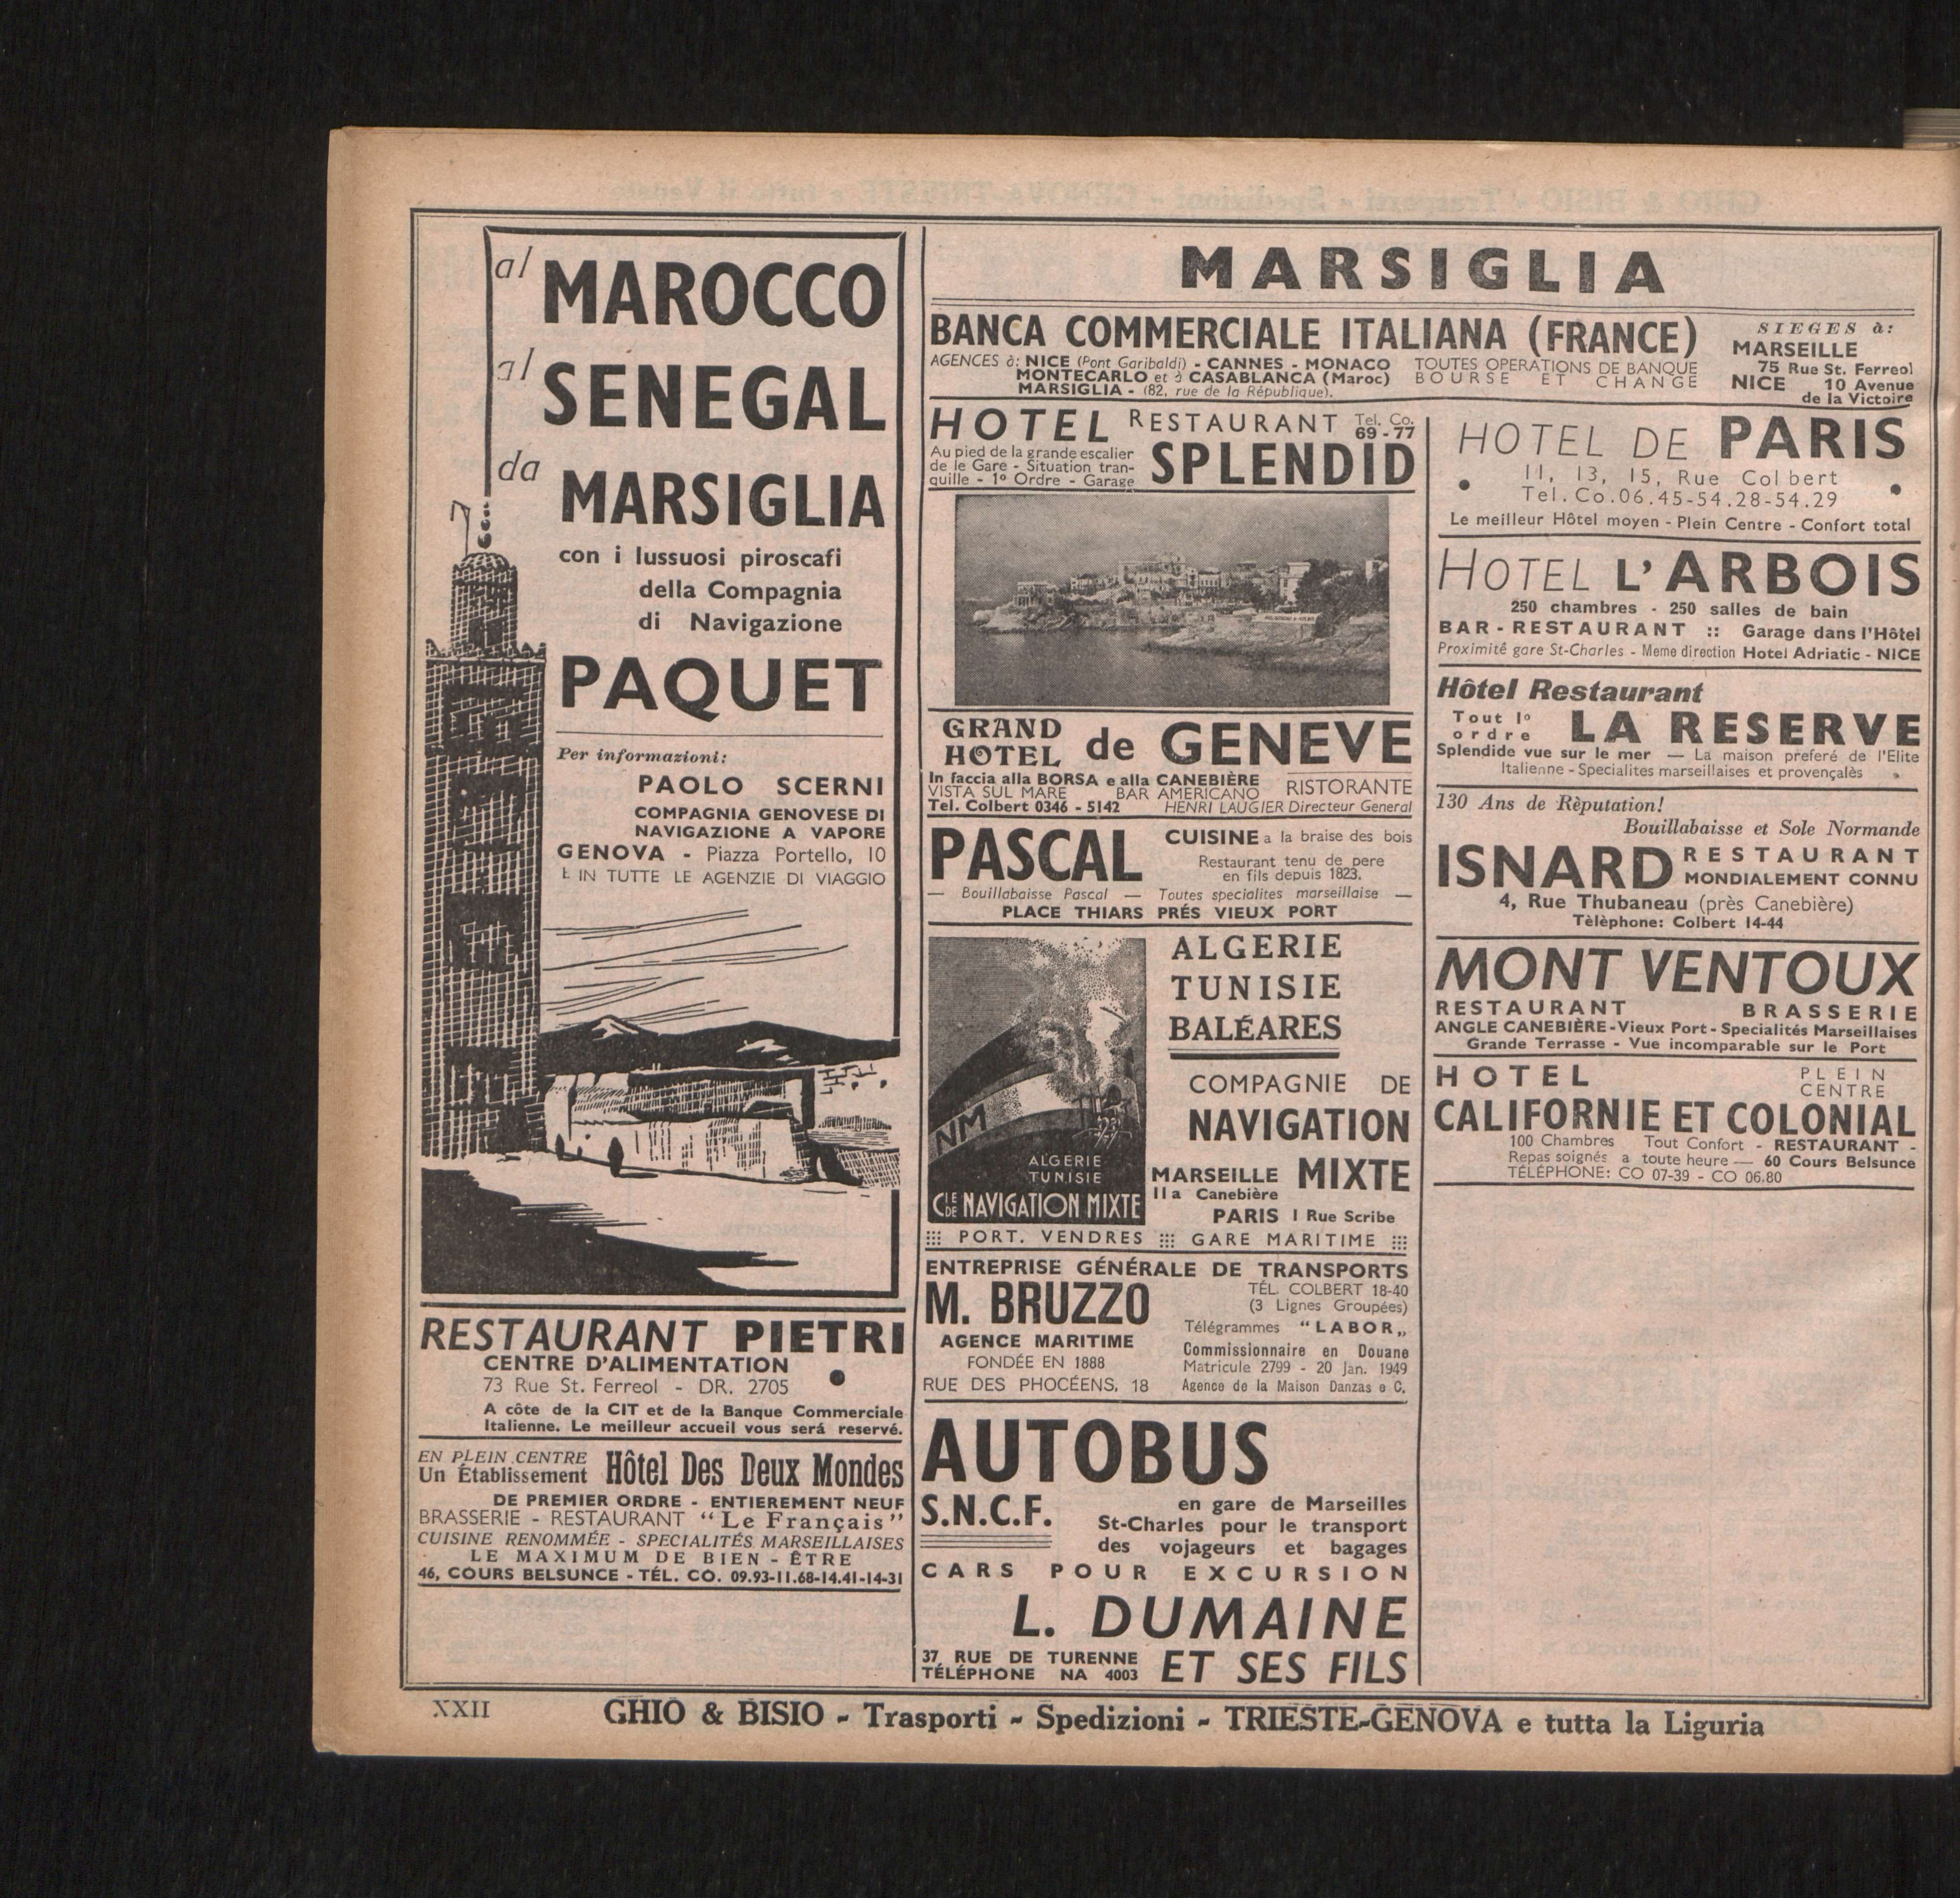 al MAROCCO
al SENEGAL
da MARSIGLIA
con i lussuosi piroscafi
della Compagnia
di Navigazione
PAQUET
Per informazioni:
PAOLO SCERNI
COMPAGNIA GENOVESE DI
NAVIGAZIONE A VAPORE
GENOVA - Piazza Portello, 10
E IN TUTTE LE AGENZIE DI VIAGGIO
RESTAURANT PIETRI
CENTRE D'ALIMENTATION
73 Rue St. Ferreol - DR. 2705
A côte de la CIT et de la Banque Commerciale
Italienne. Le meilleur accueil vous será reservé.
EN PLEIN CENTRE
Un Établissement Hôtel Des Deux Mondes
DE PREMIER ORDRE - ENTIEREMENT NEUF
BRASSERIE - RESTAURANT "Le Français"
CUISINE RENOMMÉE - SPECIALITÉS MARSEILLAISES
LE MAXIMUM DE BIEN - ÊTRE
46, COURS BELSUNCE - TÉL. CO. 09.93-11.68-14.41-14-31
MARSIGLIA
BANCA COMMERCIALE ITALIANA (FRANCE)
AGENCES à: NICE (Pont Garibaldi) - CANNES - MONACO
MONTECARLO et à CASABLANCA (Maroc)
MARSIGLIA - (82, rue de la République).
TOUTES OPERATIONS DE BANQUE
BOURSE ET CHANGE
SIEGES à:
MARSEILLE
75 Rue St. Ferreol
NICE 10 Avenue
de la Victoire
HOTEL RESTAURANT Tel. Co.
69-77
Au pied de la grande escalier
de le Gare - Situation tran-
quille - 1º Ordre - Garage
SPLENDID
GRAND
HOTEL de GENEVE
In faccia alla BORSA e alla CANEBIÈRE
VISTA SUL MARE BAR AMERICANO RISTORANTE
Tel. Colbert 0346 - 5142 HENRI LAUGIER Directeur General
PASCAL
CUISINE a la braise des bois
Restaurant tenu de pere
en fils depuis 1823.
— Bouillabaisse Pascal — Toutes specialites marseillaise —
PLACE THIARS PRÉS VIEUX PORT
NM
ALGERIE
TUNISIE
CIE DE NAVIGATION MIXTE
ALGERIE
TUNISIE
BALÉARES
COMPAGNIE DE
NAVIGATION
MARSEILLE MIXTE
11a Canebière
PARIS 1 Rue Scribe
PORT. VENDRES GARE MARITIME
ENTREPRISE GÉNÉRALE DE TRANSPORTS
M. BRUZZO
AGENCE MARITIME
FONDÉE EN 1888
RUE DES PHOCÉENS, 18
TÉL. COLBERT 18-40
(3 Lignes Groupées)
Télégrammes "LABOR„
Commissionnaire en Douane
Matricule 2799 - 20 Jan. 1949
Agence de la Maison Danzas e C.
AUTOBUS
S.N.C.F.
en gare de Marseilles
St-Charles pour le transport
des vojageurs et bagages
CARS POUR EXCURSION
L. DUMAINE
37 RUE DE TURENNE
TÉLÉPHONE NA 4003
ET SES FILS
HOTEL DE PARIS
11, 13, 15, Rue Colbert
Tel. Co.06.45-54.28-54.29
Le meilleur Hôtel moyen - Plein Centre - Confort total
HOTEL L'ARBOIS
250 chambres - 250 salles de bain
BAR-RESTAURANT :: Garage dans l'Hôtel
Proximité gare St-Charles - Meme direction Hotel Adriatic - NICE
Hôtel Restaurant
Tout 1º
ordre LA RESERVE
Splendide vue sur le mer — La maison preferé de l'Elite
Italienne - Specialites marseillaises et provençalès
130 Ans de Rèputation!
Bouillabaisse et Sole Normande
ISNARD RESTAURANT
MONDIALEMENT CONNU
4, Rue Thubaneau (près Canebière)
Tèlèphone: Colbert 14-44
MONT VENTOUX
RESTAURANT BRASSERIE
ANGLE CANEBIÈRE-Vieux Port - Specialités Marseillaises
Grande Terrasse - Vue incomparable sur le Port
HOTEL PLEIN
CENTRE
CALIFORNIE ET COLONIAL
100 Chambres Tout Confort - RESTAURANT -
Repas soignés a toute heure — 60 Cours Belsunce
TÉLÉPHONE: CO 07-39 - CO 06.80
XXII
GHIO & BISIO - Trasporti - Spedizioni - TRIESTE-GENOVA e tutta la Liguria